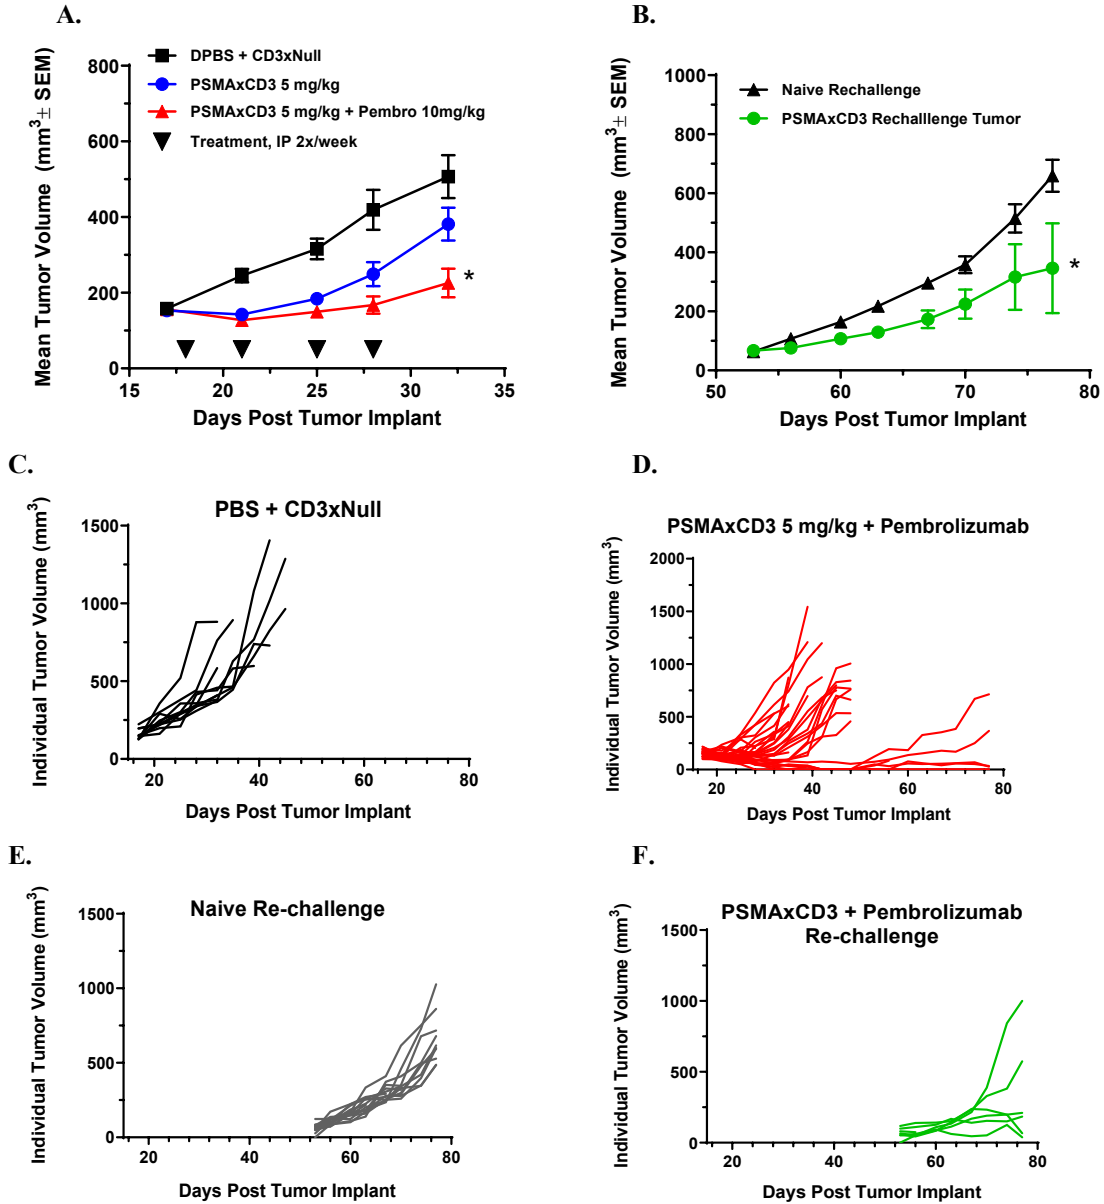 A.
DPBS + CD3xNull
PSMAxCD3 5 mg/kg
PSMAxCD3 5 mg/kg + Pembro 10mg/kg
Treatment, IP 2x/week
Mean Tumor Volume (mm³± SEM)
800
600
400
200
0
*
15 20 25 30 35
Days Post Tumor Implant
B.
Naive Rechallenge
PSMAxCD3 Rechalllenge Tumor
Mean Tumor Volume (mm³± SEM)
1000
800
600
400
200
0
*
50 60 70 80
Days Post Tumor Implant
C.
PBS + CD3xNull
Individual Tumor Volume (mm³)
1500
1000
500
0
20 40 60 80
Days Post Tumor Implant
D.
PSMAxCD3 5 mg/kg + Pembrolizumab
Individual Tumor Volume (mm³)
2000
1500
1000
500
0
20 40 60 80
Days Post Tumor Implant
E.
Naive Re-challenge
Individual Tumor Volume (mm³)
1500
1000
500
0
20 40 60 80
Days Post Tumor Implant
F.
PSMAxCD3 + Pembrolizumab
Re-challenge
Individual Tumor Volume (mm³)
1500
1000
500
0
20 40 60 80
Days Post Tumor Implant